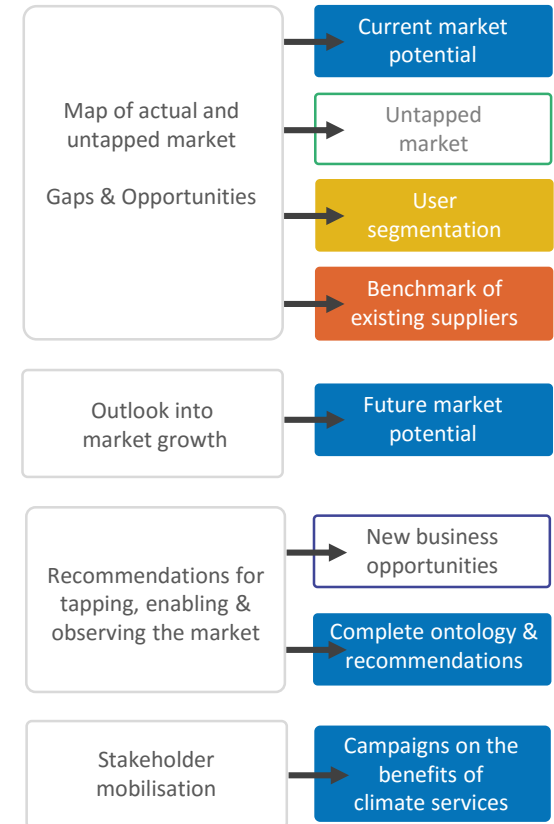 Map of actual and
untapped market
Gaps & Opportunities
Current market
potential
Untapped
market
User
segmentation
Benchmark of
existing suppliers
Outlook into
market growth
Future market
potential
Recommendations for
tapping, enabling &
observing the market
New business
opportunities
Complete ontology &
recommendations
Stakeholder
mobilisation
Campaigns on the
benefits of
climate services